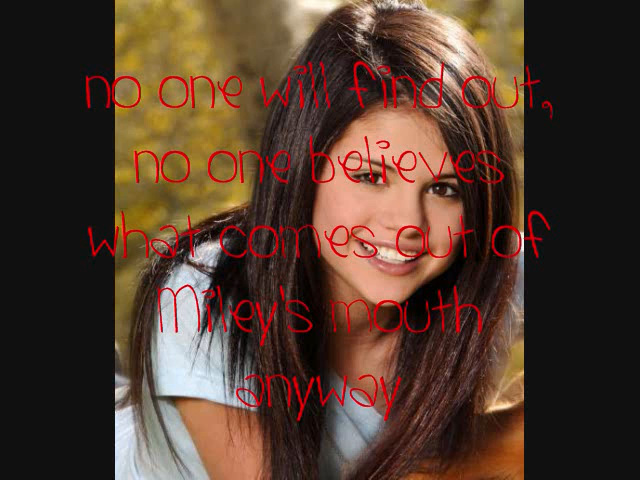 no one will find out,
no one believes
what comes out of
Miley's mouth
anyway